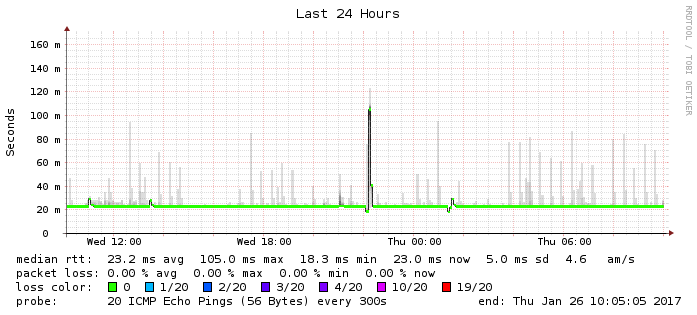 Last 24 Hours
RRDTOOL / TOBI OETIKER
Seconds
160 m
140 m
120 m
100 m
80 m
60 m
40 m
20 m
0
Wed 12:00 Wed 18:00 Thu 00:00 Thu 06:00
median rtt: 23.2 ms avg 105.0 ms max 18.3 ms min 23.0 ms now 5.0 ms sd 4.6 am/s
packet loss: 0.00 % avg 0.00 % max 0.00 % min 0.00 % now
loss color: 0 1/20 2/20 3/20 4/20 10/20 19/20
probe: 20 ICMP Echo Pings (56 Bytes) every 300s end: Thu Jan 26 10:05:05 2017